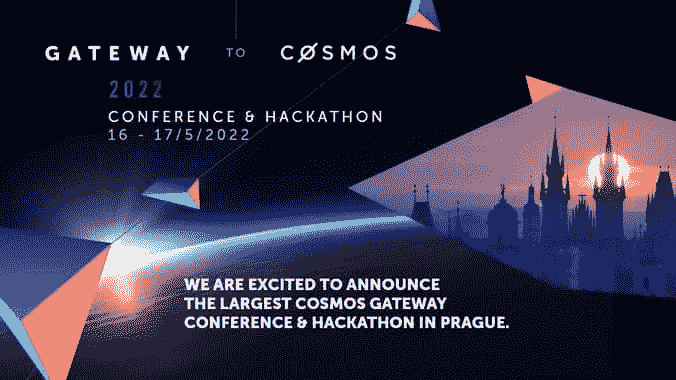 GATEWAY TO CØSMOS
2022
CONFERENCE & HACKATHON
16 - 17/5/2022
WE ARE EXCITED TO ANNOUNCE
THE LARGEST COSMOS GATEWAY
CONFERENCE & HACKATHON IN PRAGUE.